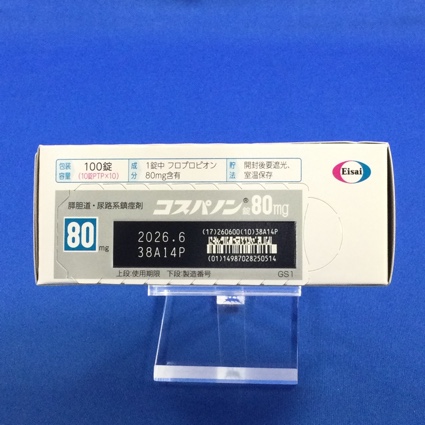 包装容量
100錠
(10錠PTP×10)
成分
1錠中 フロプロピオン
80mg含有
貯法
開封後要遮光、
室温保存
Eisai
膵胆道・尿路系鎮痙剤
コスパノン®錠80mg
80mg
2026.6
38A14P
(17)260600(10)38A14P
(01)14987028250514
上段:使用期限 下段:製造番号
GS1